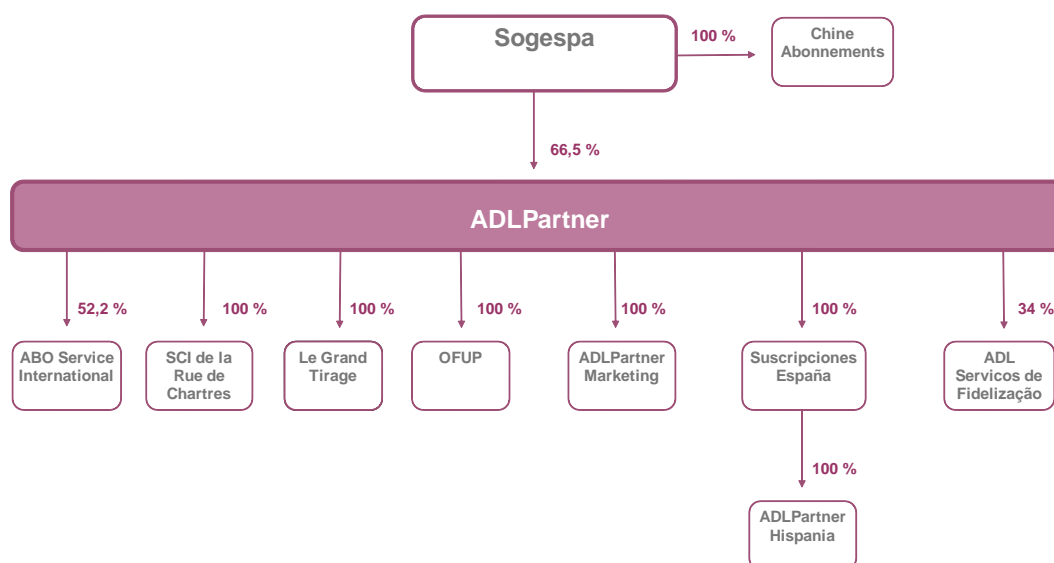 Sogespa
100 %
Chine
Abonnements
66,5 %
ADLPartner
52,2 %
100 %
100 %
100 %
100 %
100 %
34 %
ABO Service
International
SCI de la
Rue de
Chartres
Le Grand
Tirage
OFUP
ADLPartner
Marketing
Suscripciones
España
ADL
Servicos de
Fidelização
100 %
ADLPartner
Hispania